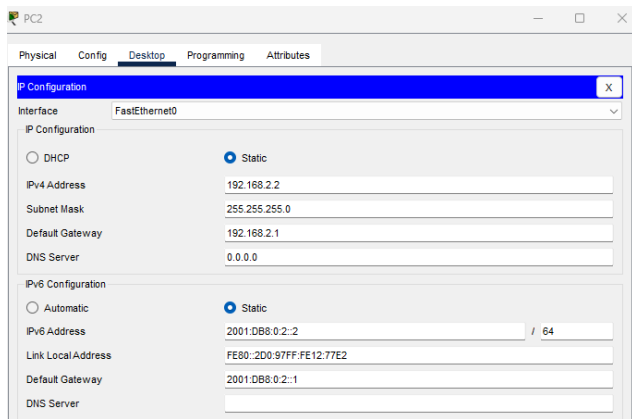 PC2
Physical Config Desktop Programming Attributes
IP Configuration X
Interface FastEthernet0
IP Configuration
DHCP Static
IPv4 Address 192.168.2.2
Subnet Mask 255.255.255.0
Default Gateway 192.168.2.1
DNS Server 0.0.0.0
IPv6 Configuration
Automatic Static
IPv6 Address 2001:DB8:0:2::2 / 64
Link Local Address FE80::2D0:97FF:FE12:77E2
Default Gateway 2001:DB8:0:2::1
DNS Server